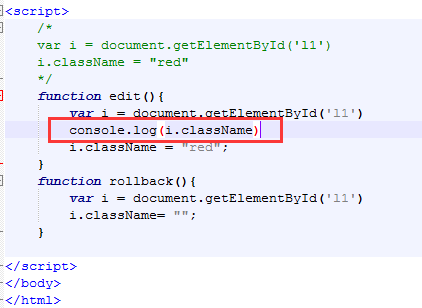 <script>
/*
var i = document.getElementById('l1')
i.className = "red"
*/
function edit(){
var i = document.getElementById('l1')
console.log(i.className)
i.className = "red";
}
function rollback(){
var i = document.getElementById('l1')
i.className= "";
}
</script>
</body>
</html>